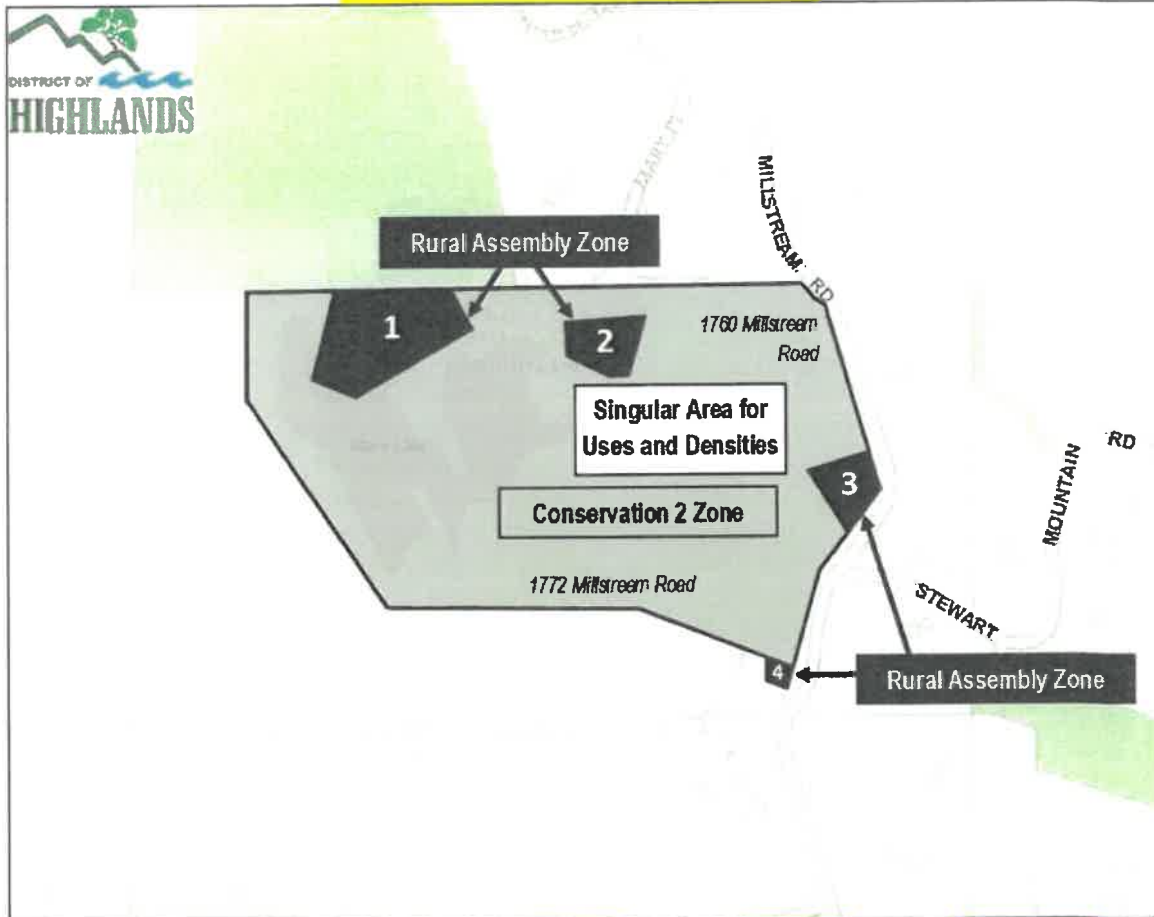 DISTRICT OF
HIGHLANDS
MILLSTREAM RD
Rural Assembly Zone
1
2
1760 Millstream
Road
Singular Area for
Uses and Densities
3
Conservation 2 Zone
1772 Millstream Road
MOUNTAIN RD
STEWART
4
Rural Assembly Zone